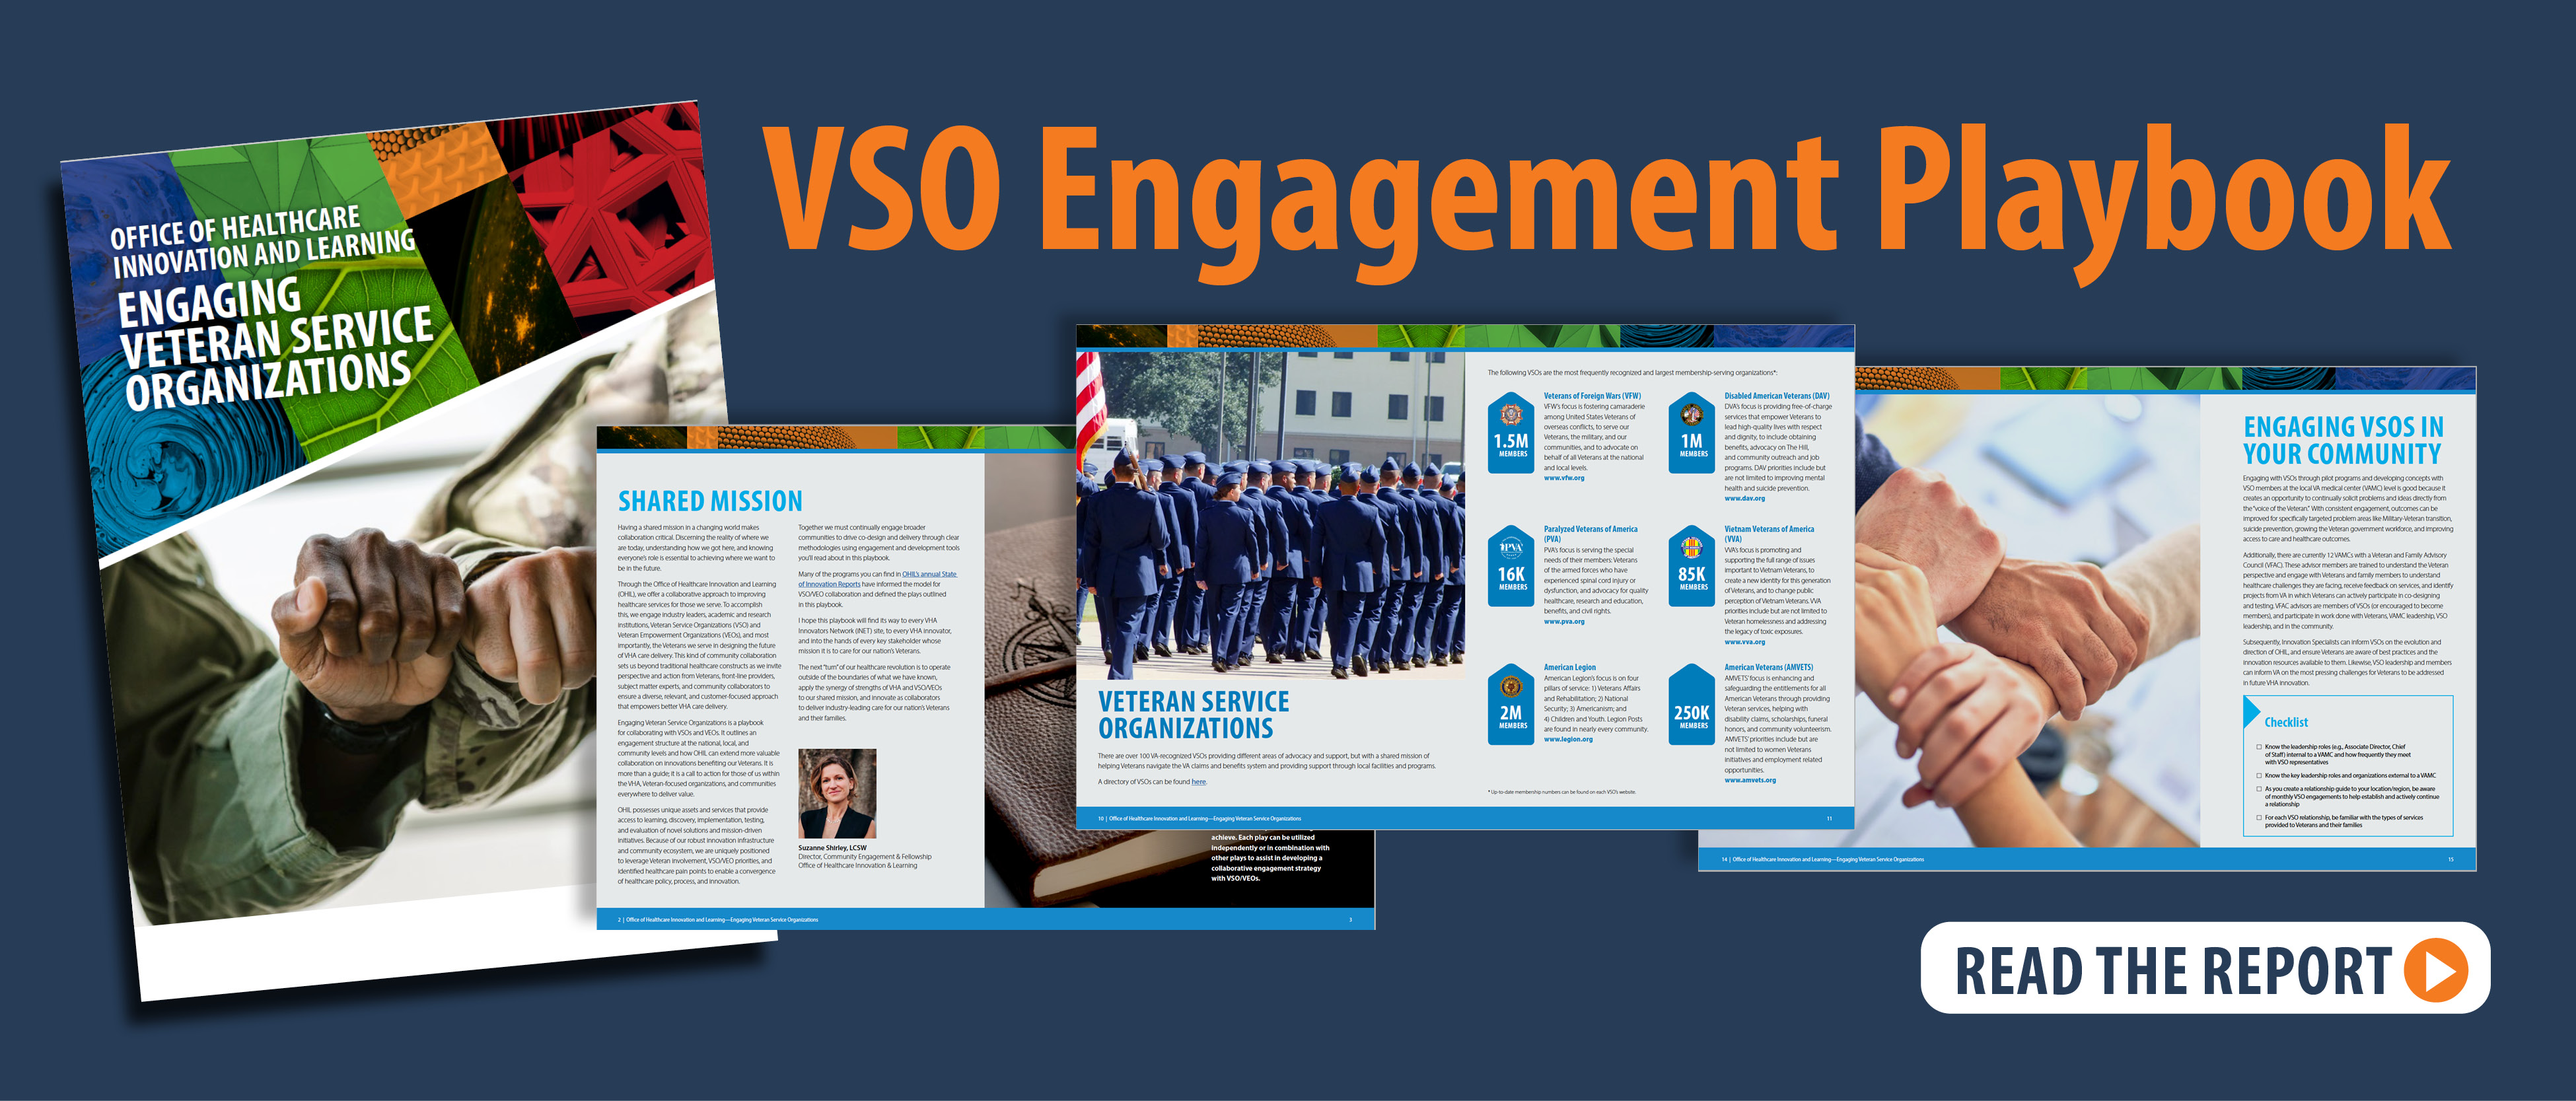 VSO Engagement Playbook
OFFICE OF HEALTHCARE
INNOVATION AND LEARNING
ENGAGING
VETERAN SERVICE
ORGANIZATIONS
SHARED MISSION
Having a shared mission in a changing world makes
collaboration critical. Discerning the reality of where we
are today, understanding how we got here, and knowing
everyone's role is essential to achieving where we want to
be in the future.
Through the Office of Healthcare Innovation and Learning
(OHIL), we offer a collaborative approach to improving
healthcare services for those we serve. To accomplish
this, we engage industry leaders, academic and research
institutions, Veteran Service Organizations (VSO) and
Veteran Empowerment Organizations (VEOs), and most
importantly, the Veterans we serve in designing the future
of VHA care delivery. This kind of community collaboration
sets us beyond traditional healthcare constructs as we invite
perspective and action from Veterans, front-line providers,
subject matter experts, and community collaborators to
ensure a diverse, relevant, and customer-focused approach
that empowers better VHA care delivery.
Engaging Veteran Service Organizations is a playbook
for collaborating with VSOs and VEOs. It outlines an
engagement structure at the national, local, and
community levels and how OHIL can extend more valuable
collaboration on innovations benefiting our Veterans. It is
more than a guide; it is a call to action for those of us within
the VHA, Veteran-focused organizations, and communities
everywhere to deliver value.
OHIL possesses unique assets and services that provide
access to learning, discovery, implementation, testing,
and evaluation of novel solutions and mission-driven
initiatives. Because of our robust innovation infrastructure
and community ecosystem, we are uniquely positioned
to leverage Veteran involvement, VSO/VEO priorities, and
identified healthcare pain points to enable a convergence
of healthcare policy, process, and innovation.
Together we must continually engage broader
communities to drive co-design and delivery through clear
methodologies using engagement and development tools
you'll read about in this playbook.
Many of the programs you can find in OHIL's annual State
of Innovation Reports have informed the model for
VSO/VEO collaboration and defined the plays outlined
in this playbook.
I hope this playbook will find its way to every VHA
Innovators Network (iNET) site, to every VHA innovator,
and into the hands of every key stakeholder whose
mission it is to care for our nation's Veterans.
The next "turn" of our healthcare revolution is to operate
outside of the boundaries of what we have known,
apply the synergy of strengths of VHA and VSO/VEOs
to our shared mission, and innovate as collaborators
to deliver industry-leading care for our nation's Veterans
and their families.
Suzanne Shirley, LCSW
Director, Community Engagement & Fellowship
Office of Healthcare Innovation & Learning
achieve. Each play can be utilized
independently or in combination with
other plays to assist in developing a
collaborative engagement strategy
with VSO/VEOs.
2 | Office of Healthcare Innovation and Learning—Engaging Veteran Service Organizations
3
VETERAN SERVICE
ORGANIZATIONS
There are over 100 VA-recognized VSOs providing different areas of advocacy and support, but with a shared mission of
helping Veterans navigate the VA claims and benefits system and providing support through local facilities and programs.
A directory of VSOs can be found here.
The following VSOs are the most frequently recognized and largest membership-serving organizations*:
1.5M
MEMBERS
Veterans of Foreign Wars (VFW)
VFW's focus is fostering camaraderie
among United States Veterans of
overseas conflicts, to serve our
Veterans, the military, and our
communities, and to advocate on
behalf of all Veterans at the national
and local levels.
www.vfw.org
1M
MEMBERS
Disabled American Veterans (DAV)
DVA's focus is providing free-of-charge
services that empower Veterans to
lead high-quality lives with respect
and dignity, to include obtaining
benefits, advocacy on The Hill,
and community outreach and job
programs. DAV priorities include but
are not limited to improving mental
health and suicide prevention.
www.dav.org
PVA
16K
MEMBERS
Paralyzed Veterans of America
(PVA)
PVA's focus is serving the special
needs of their members: Veterans
of the armed forces who have
experienced spinal cord injury or
dysfunction, and advocacy for quality
healthcare, research and education,
benefits, and civil rights.
www.pva.org
85K
MEMBERS
Vietnam Veterans of America
(VVA)
VVA's focus is promoting and
supporting the full range of issues
important to Vietnam Veterans, to
create a new identity for this generation
of Veterans, and to change public
perception of Vietnam Veterans. VVA
priorities include but are not limited to
Veteran homelessness and addressing
the legacy of toxic exposures.
www.vva.org
2M
MEMBERS
American Legion
American Legion's focus is on four
pillars of service: 1) Veterans Affairs
and Rehabilitation; 2) National
Security; 3) Americanism; and
4) Children and Youth. Legion Posts
are found in nearly every community.
www.legion.org
250K
MEMBERS
American Veterans (AMVETS)
AMVETS' focus is enhancing and
safeguarding the entitlements for all
American Veterans through providing
Veteran services, helping with
disability claims, scholarships, funeral
honors, and community volunteerism.
AMVETS' priorities include but are
not limited to women Veterans
initiatives and employment related
opportunities.
www.amvets.org
* Up-to-date membership numbers can be found on each VSO's website.
10 | Office of Healthcare Innovation and Learning—Engaging Veteran Service Organizations
11
ENGAGING VSOS IN
YOUR COMMUNITY
Engaging with VSOs through pilot programs and developing concepts with
VSO members at the local VA medical center (VAMC) level is good because it
creates an opportunity to continually solicit problems and ideas directly from
the "voice of the Veteran." With consistent engagement, outcomes can be
improved for specifically targeted problem areas like Military-Veteran transition,
suicide prevention, growing the Veteran government workforce, and improving
access to care and healthcare outcomes.
Additionally, there are currently 12 VAMCs with a Veteran and Family Advisory
Council (VFAC). These advisor members are trained to understand the Veteran
perspective and engage with Veterans and family members to understand
healthcare challenges they are facing, receive feedback on services, and identify
projects from VA in which Veterans can actively participate in co-designing
and testing. VFAC advisors are members of VSOs (or encouraged to become
members), and participate in work done with Veterans, VAMC leadership, VSO
leadership, and in the community.
Subsequently, Innovation Specialists can inform VSOs on the evolution and
direction of OHIL, and ensure Veterans are aware of best practices and the
innovation resources available to them. Likewise, VSO leadership and members
can inform VA on the most pressing challenges for Veterans to be addressed
in future VHA innovation.
Checklist
Know the leadership roles (e.g., Associate Director, Chief
of Staff) internal to a VAMC and how frequently they meet
with VSO representatives
Know the key leadership roles and organizations external to a VAMC
As you create a relationship guide to your location/region, be aware
of monthly VSO engagements to help establish and actively continue
a relationship
For each VSO relationship, be familiar with the types of services
provided to Veterans and their families
14 | Office of Healthcare Innovation and Learning—Engaging Veteran Service Organizations
15
READ THE REPORT